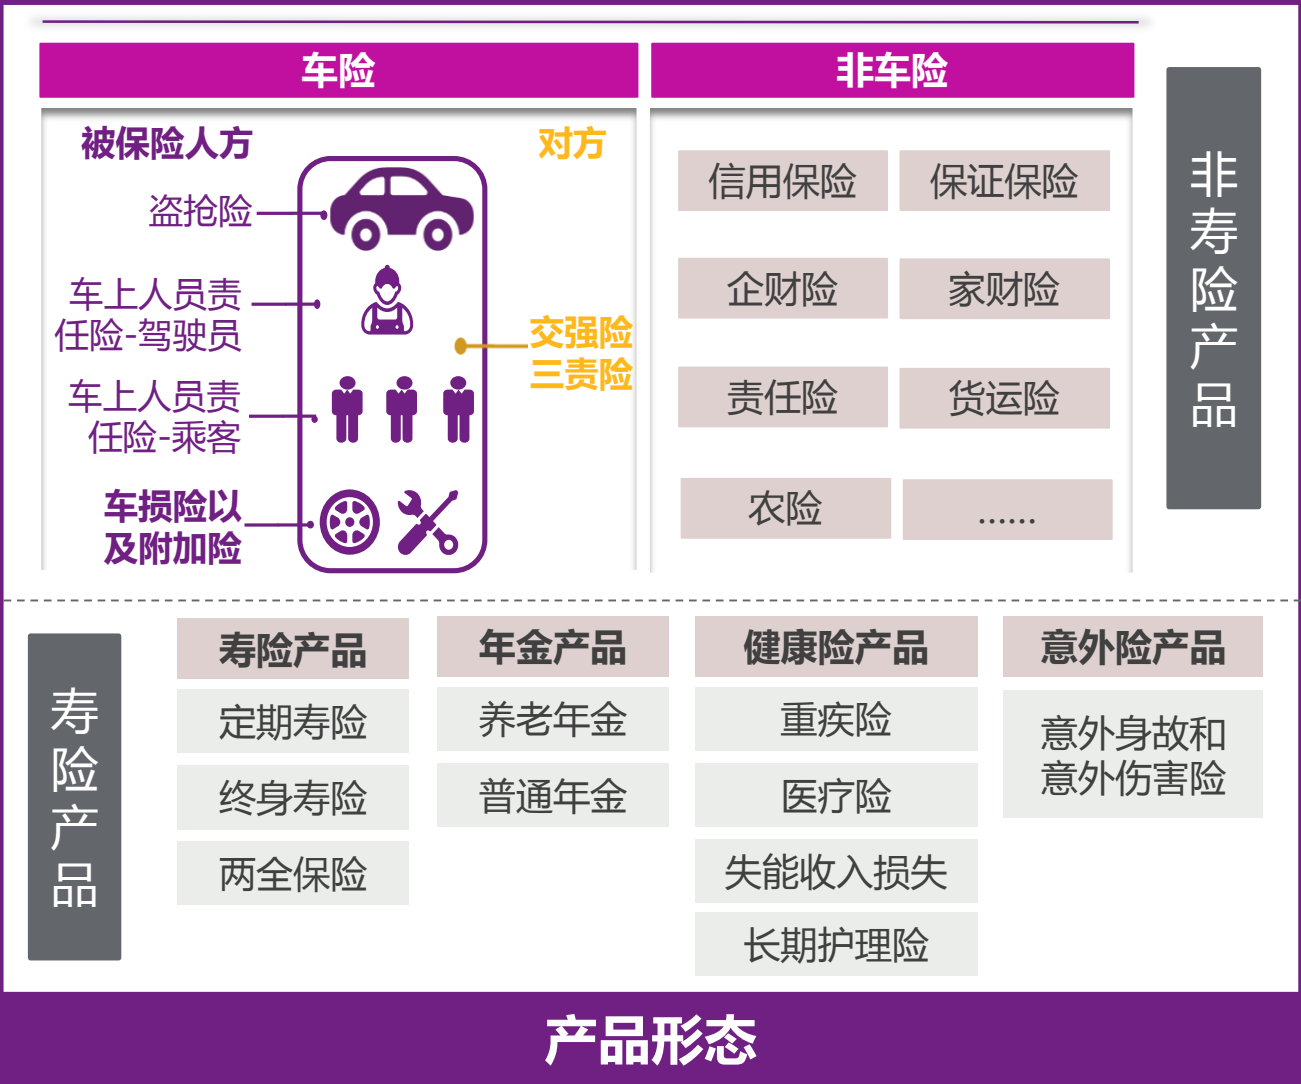 车险
非车险
被保险人方
对方
盗抢险
车上人员责
任险-驾驶员
车上人员责
任险-乘客
车损险以
及附加险
交强险
三责险
信用保险
保证保险
企财险
家财险
责任险
货运险
农险
……
非寿险产品
寿险产品
寿险产品
定期寿险
终身寿险
两全保险
年金产品
养老年金
普通年金
健康险产品
重疾险
医疗险
失能收入损失
长期护理险
意外险产品
意外身故和
意外伤害险
产品形态